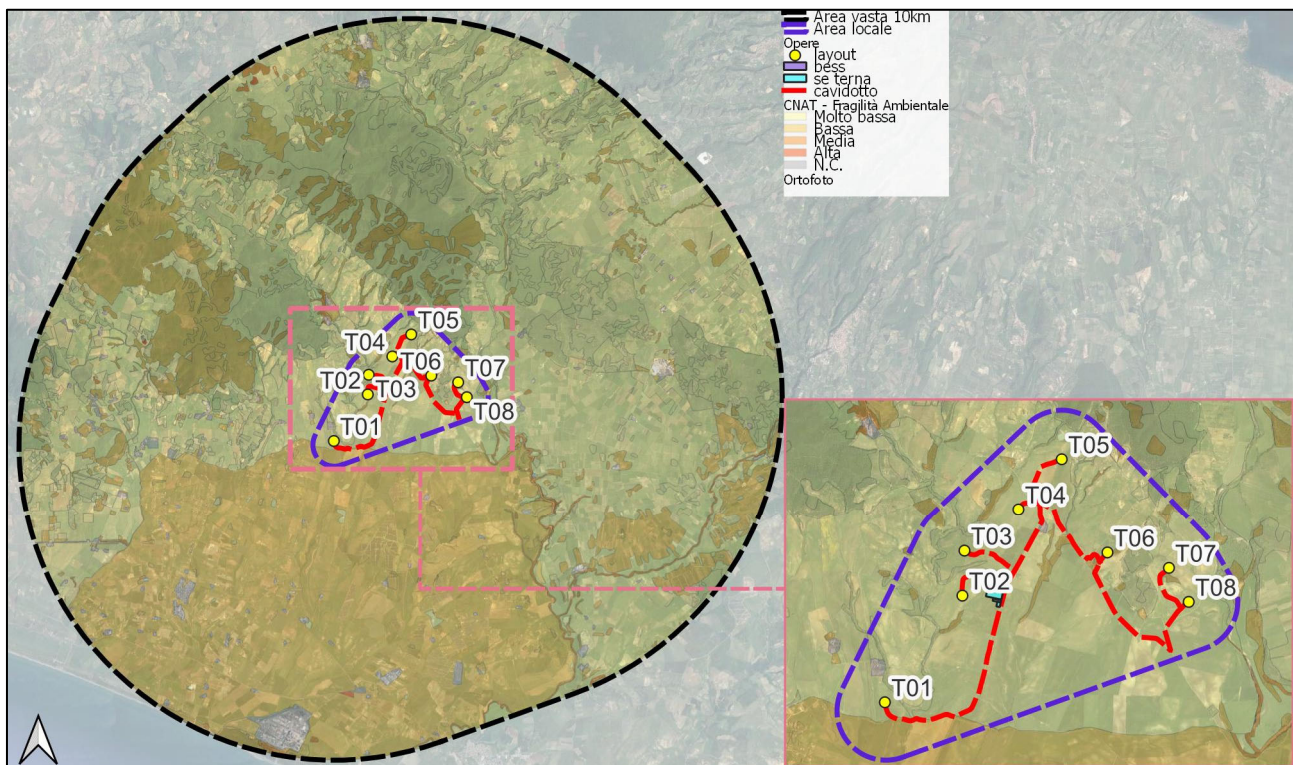 Area vasta 10km
Area locale
Opere
layout
bess
se terna
cavidotto
CNAT - Fragilità Ambientale
Molto bassa
Bassa
Media
Alta
N.C.
Ortofoto
T05
T04
T06
T07
T02
T03
T08
T01
T05
T04
T03
T06
T07
T02
T08
T01